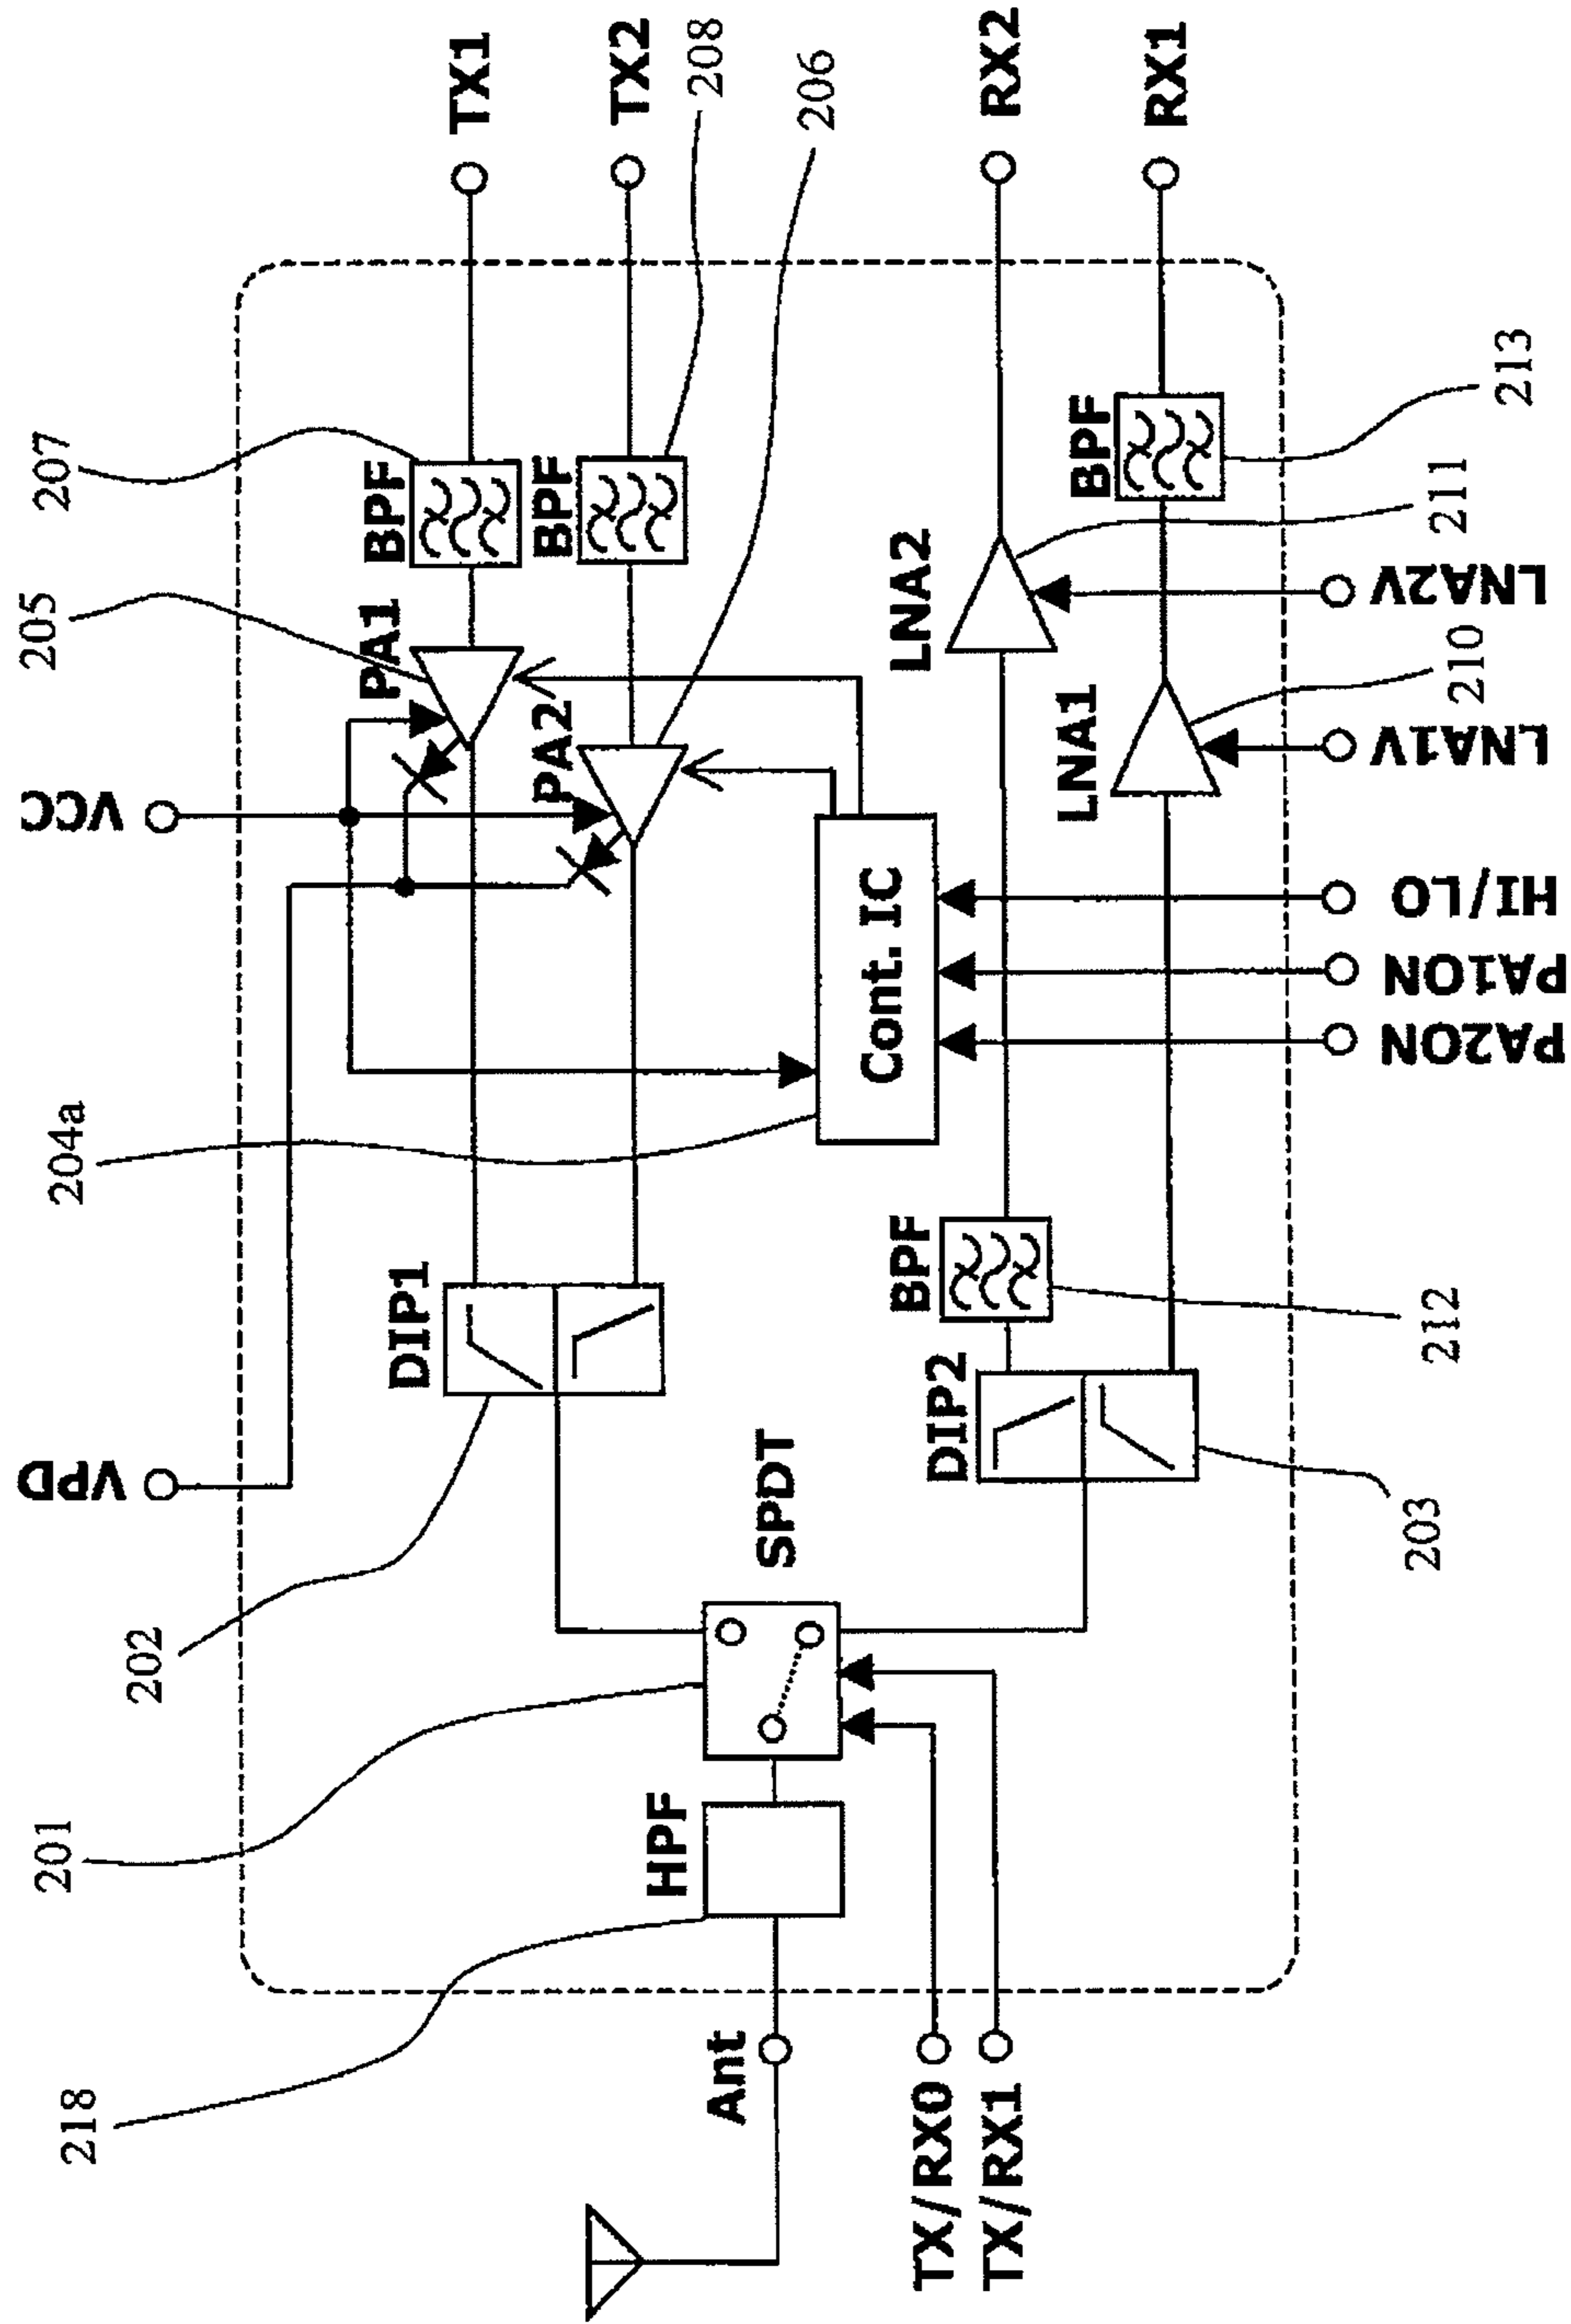 VPD
VCC
204a
205
207
202
201
218
DIP1
PA1
BPF
TX1
PA2
BPF
TX2
208
206
SPDT
HPF
Ant
Cont. IC
TX/RX0
TX/RX1
DIP2
BPF
LNA2
RX2
LNA1
BPF
RX1
203
212
PA2ON
PA1ON
HI/LO
LNA1V
LNA2V
210
211
213